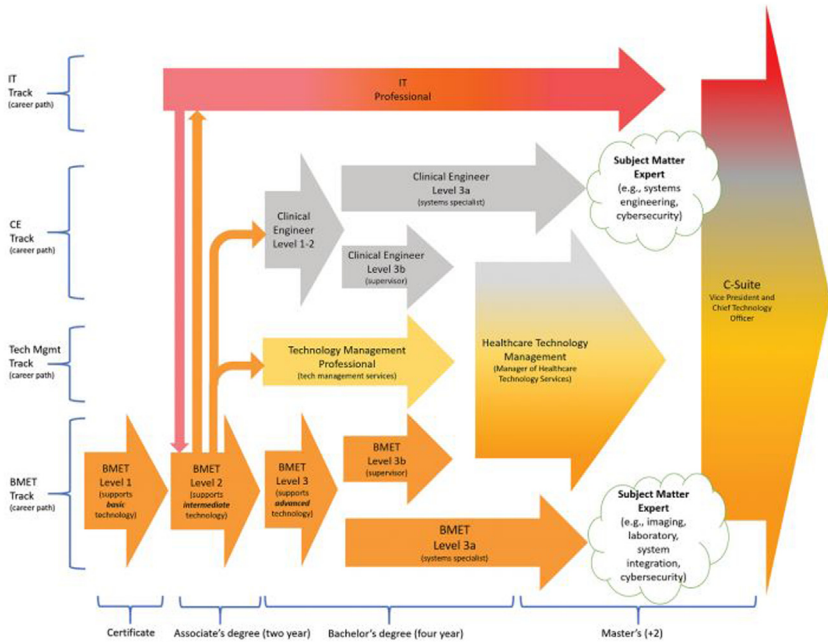 IT
Track
(career path)
IT
Professional
CE
Track
(career path)
Clinical
Engineer
Level 1-2
Clinical Engineer
Level 3a
(systems specialist)
Subject Matter
Expert
(e.g., systems
engineering,
cybersecurity)
Clinical Engineer
Level 3b
(supervisor)
C-Suite
Vice President and
Chief Technology
Officer
Tech Mgmt
Track
(career path)
Technology Management
Professional
(tech management services)
Healthcare Technology
Management
(Manager of Healthcare
Technology Services)
BMET
Track
(career path)
BMET
Level 1
(supports
basic
technology)
BMET
Level 2
(supports
intermediate
technology)
BMET
Level 3
(supports
advanced
technology)
BMET
Level 3b
(supervisor)
BMET
Level 3a
(systems specialist)
Subject Matter
Expert
(e.g., imaging,
laboratory,
system
integration,
cybersecurity)
Certificate
Associate's degree (two year)
Bachelor's degree (four year)
Master's (+2)